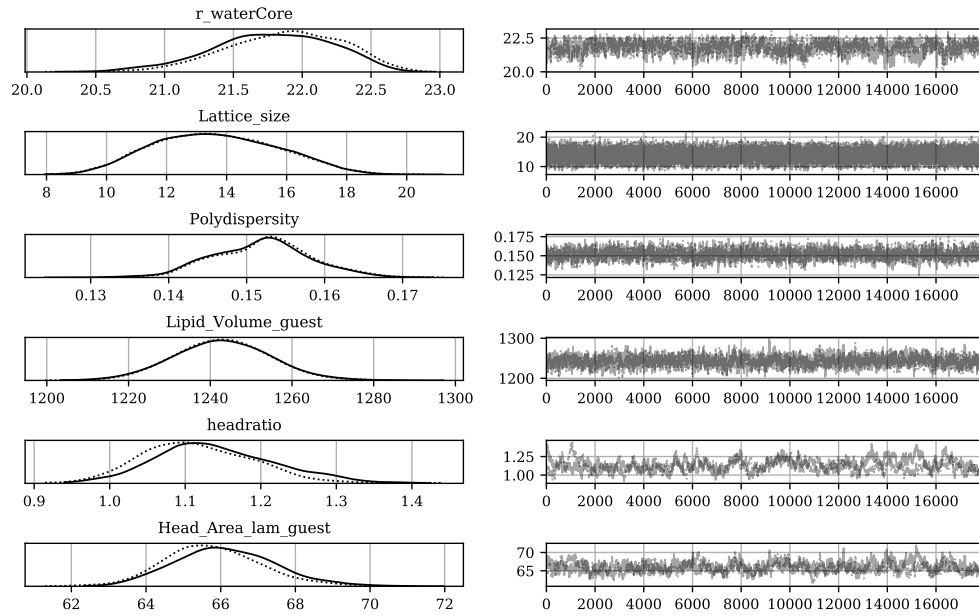 r_waterCore
22.5
20.0
20.0 20.5 21.0 21.5 22.0 22.5 23.0
0 2000 4000 6000 8000 10000 12000 14000 16000
Lattice_size
20
10
8 10 12 14 16 18 20
0 2000 4000 6000 8000 10000 12000 14000 16000
Polydispersity
0.175
0.150
0.125
0.13 0.14 0.15 0.16 0.17
0 2000 4000 6000 8000 10000 12000 14000 16000
Lipid_Volume_guest
1300
1200
1200 1220 1240 1260 1280 1300
0 2000 4000 6000 8000 10000 12000 14000 16000
headratio
1.25
1.00
0.9 1.0 1.1 1.2 1.3 1.4
0 2000 4000 6000 8000 10000 12000 14000 16000
Head_Area_lam_guest
70
65
62 64 66 68 70 72
0 2000 4000 6000 8000 10000 12000 14000 16000